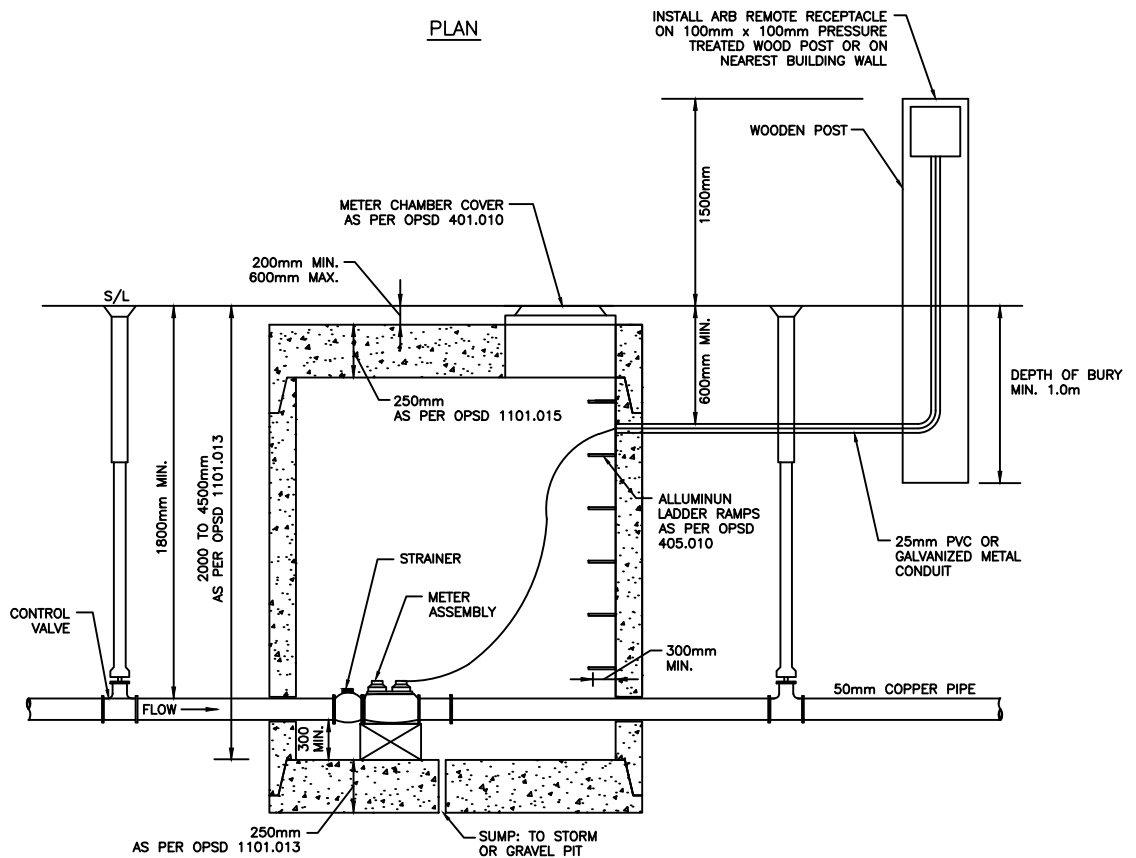 PLAN
INSTALL ARB REMOTE RECEPTACLE
ON 100mm x 100mm PRESSURE
TREATED WOOD POST OR ON
NEAREST BUILDING WALL
WOODEN POST
1500mm
METER CHAMBER COVER
AS PER OPSD 401.010
200mm MIN.
600mm MAX.
S/L
600mm MIN.
DEPTH OF BURY
MIN. 1.0m
250mm
AS PER OPSD 1101.015
1800mm MIN.
2000 TO 4500mm
AS PER OPSD 1101.013
ALLUMINUN
LADDER RAMPS
AS PER OPSD
405.010
25mm PVC OR
GALVANIZED METAL
CONDUIT
STRAINER
METER
ASSEMBLY
CONTROL
VALVE
300mm
MIN.
50mm COPPER PIPE
FLOW
300
MIN.
250mm
AS PER OPSD 1101.013
SUMP: TO STORM
OR GRAVEL PIT